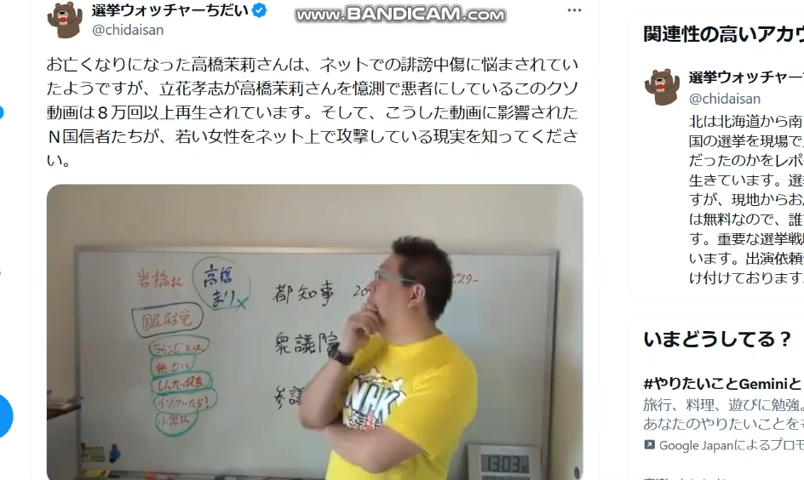 www.BANDICAM.com
選挙ウォッチャーちだい
@chidaisan
お亡くなりになった高橋茉莉さんは、ネットでの誹謗中傷に悩まされてい
たようですが、立花孝志が高橋茉莉さんを憶測で悪者にしているこのクソ
動画は８万回以上再生されています。そして、こうした動画に影響された
Ｎ国信者たちが、若い女性をネット上で攻撃している現実を知ってくださ
い。
高橋
まり
都知事
衆議院
参議
国民民主党
無さい
NHK
13:03
関連性の高いアカウ
選挙ウォッチャー
@chidaisan
北は北海道から南
国の選挙を現場で
だったのかをレポ
生きています。選
すが、現地からお
は無料なので、誰
す。重要な選挙戦
います。出演依頼
け付けております
いまどうしてる？
#やりたいことGeminiと
旅行、料理、遊びに勉強。
あなたのやりたいことをも
Google Japanによるプロモ